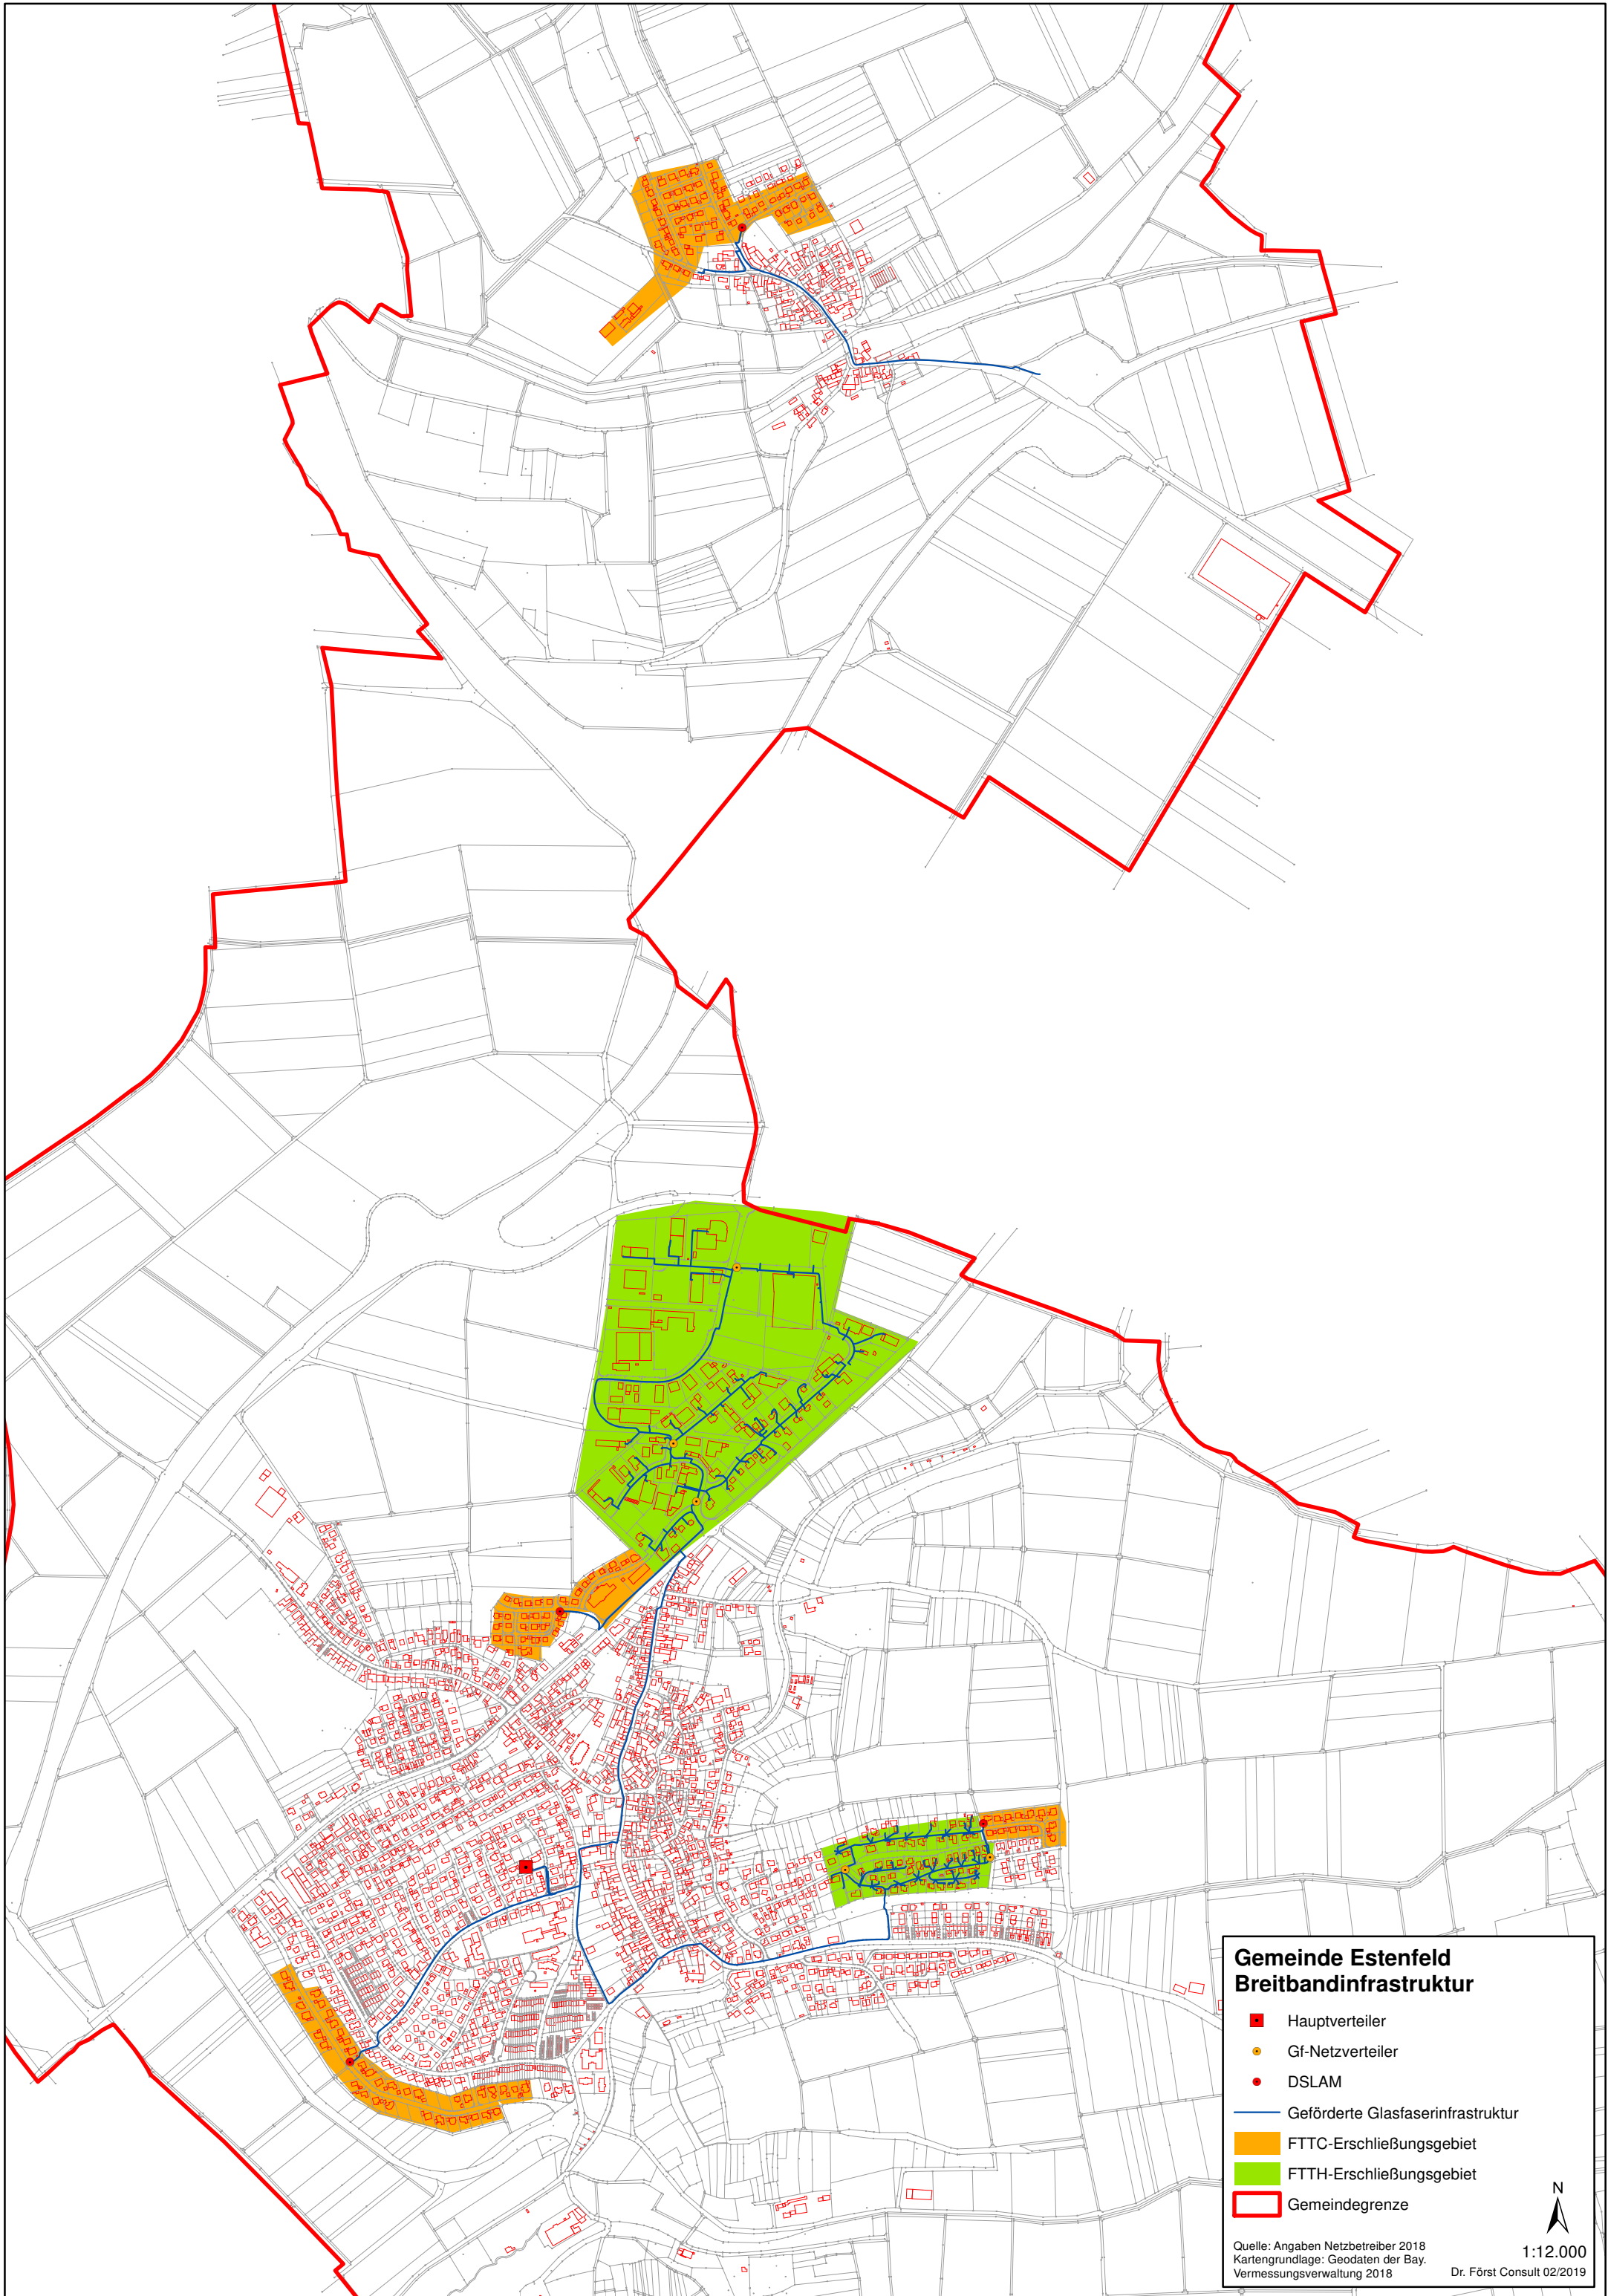 Gemeinde Estenfeld
Breitbandinfrastruktur
Hauptverteiler
Gf-Netzverteiler
DSLAM
Geförderte Glasfaserinfrastruktur
FTTC-Erschließungsgebiet
FTTH-Erschließungsgebiet
Gemeindegrenze
N
1:12.000
Quelle: Angaben Netzbetreiber 2018
Kartengrundlage: Geodaten der Bay.
Vermessungsverwaltung 2018
Dr. Först Consult 02/2019